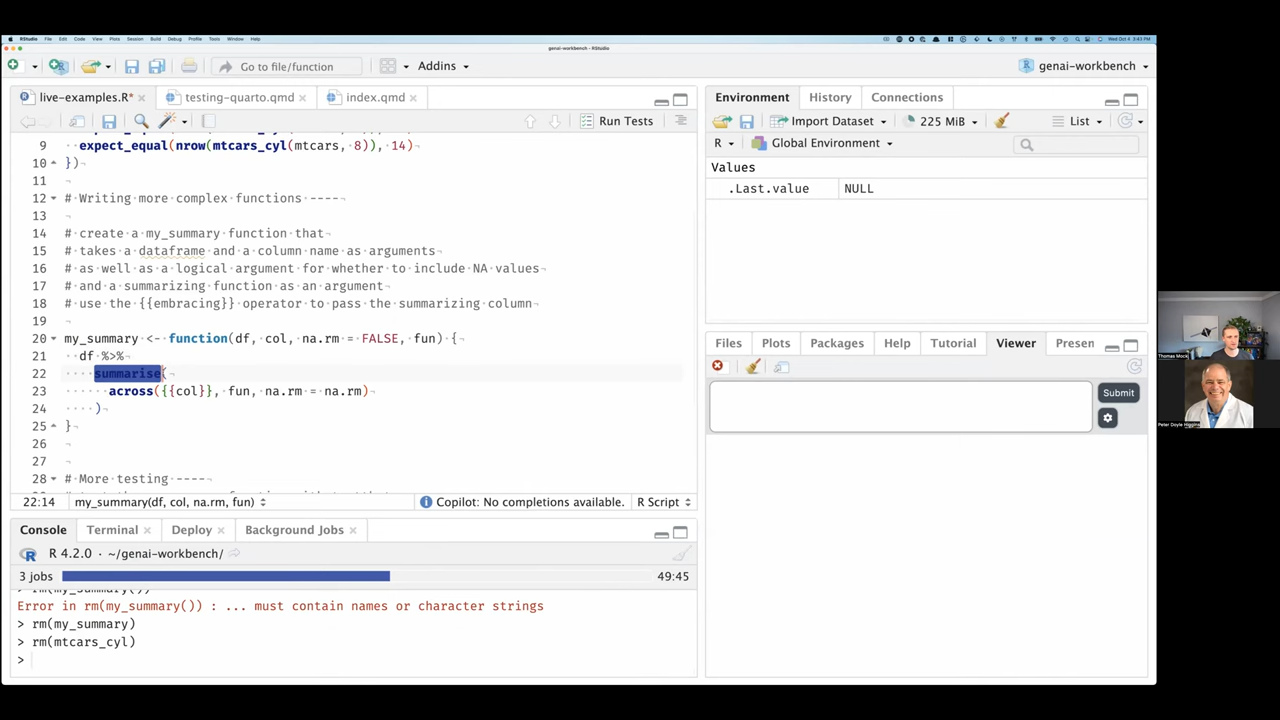 RStudio File Edit Code View Plots Session Build Debug Profile Tools Window Help
Wed Oct 4 3:43 PM
genai-workbench - RStudio
Go to file/function
Addins
genai-workbench
live-examples.R*
testing-quarto.qmd
index.qmd
Run Tests
9 expect_equal(nrow(mtcars_cyl(mtcars, 8)), 14)
10 })
11
12 # Writing more complex functions ----
13
14 # create a my_summary function that
15 # takes a dataframe and a column name as arguments
16 # as well as a logical argument for whether to include NA values
17 # and a summarizing function as an argument
18 # use the {{embracing}} operator to pass the summarizing column
19
20 my_summary <- function(df, col, na.rm = FALSE, fun) {
21 df %>%
22 summarise(
23 across({{col}}, fun, na.rm = na.rm)
24 )
25 }
26
27
28 # More testing ----
22:14
my_summary(df, col, na.rm, fun)
Copilot: No completions available.
R Script
Console
Terminal
Deploy
Background Jobs
R 4.2.0 · ~/genai-workbench/
3 jobs
49:45
> rm(my_summary())
Error in rm(my_summary()) : ... must contain names or character strings
> rm(my_summary)
> rm(mtcars_cyl)
>
Environment
History
Connections
Import Dataset
225 MiB
List
R
Global Environment
Values
.Last.value NULL
Files
Plots
Packages
Help
Tutorial
Viewer
Presen
Submit
Thomas Mock
Peter Doyle Higgins